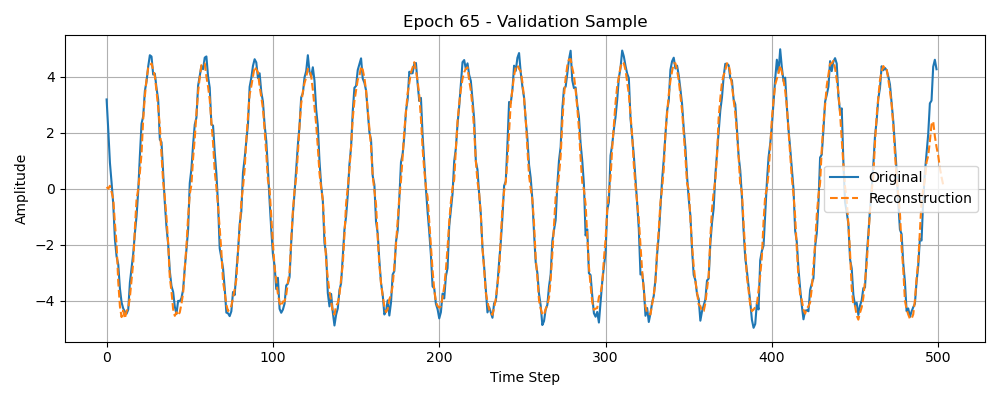 Epoch 65 - Validation Sample
Amplitude
4
2
0
−2
−4
Original
Reconstruction
0 100 200 300 400 500
Time Step